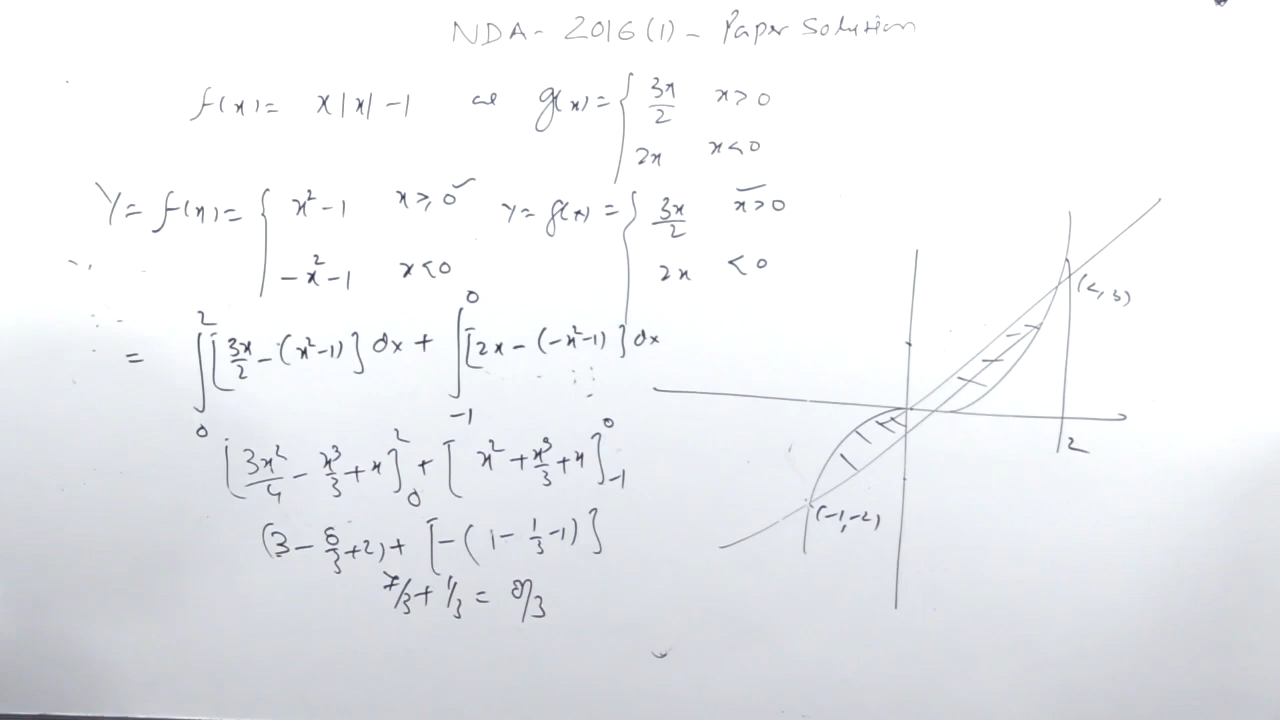 NDA - 2016 (1) - Paper Solution
f(x) = x|x| - 1 g(x) = { 3x/2 x > 0
2x x < 0
Y = f(x) = { x² - 1 x ≥ 0 Y = g(x) = { 3x/2 x > 0
-x² - 1 x < 0 2x < 0
= ∫₀² [3x/2 - (x² - 1)] dx + ∫₋₁⁰ [2x - (-x² - 1)] dx
[3x²/4 - x³/3 + x]₀² + [x² + x³/3 + x]₋₁⁰
(3 - 8/3 + 2) + [-(1 - 1/3 - 1)]
7/3 + 1/3 = 8/3
(2, 3)
2
(-1, -2)